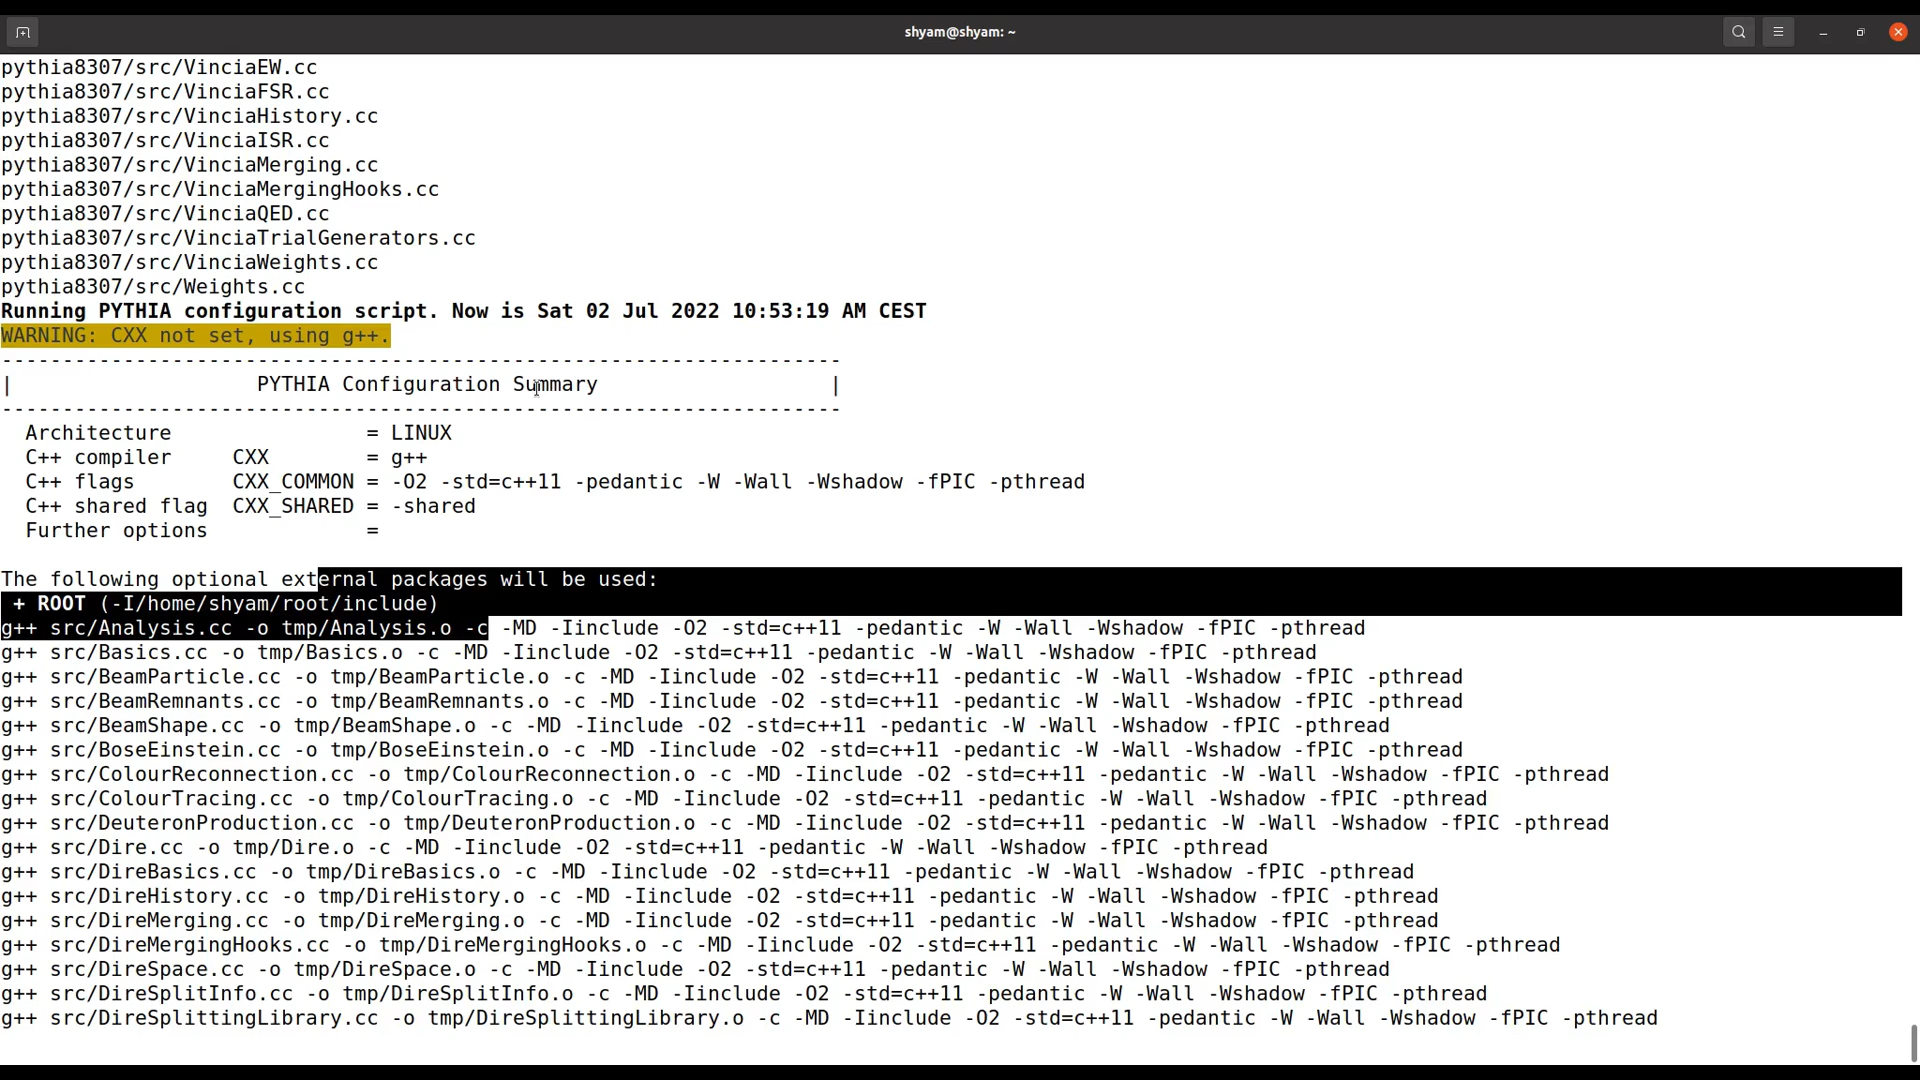 shyam@shyam: ~
pythia8307/src/VinciaEW.cc
pythia8307/src/VinciaFSR.cc
pythia8307/src/VinciaHistory.cc
pythia8307/src/VinciaISR.cc
pythia8307/src/VinciaMerging.cc
pythia8307/src/VinciaMergingHooks.cc
pythia8307/src/VinciaQED.cc
pythia8307/src/VinciaTrialGenerators.cc
pythia8307/src/VinciaWeights.cc
pythia8307/src/Weights.cc
Running PYTHIA configuration script. Now is Sat 02 Jul 2022 10:53:19 AM CEST
WARNING: CXX not set, using g++.
---------------------------------------------------------------------
|                    PYTHIA Configuration Summary                   |
---------------------------------------------------------------------
  Architecture                = LINUX
  C++ compiler     CXX        = g++
  C++ flags        CXX_COMMON = -O2 -std=c++11 -pedantic -W -Wall -Wshadow -fPIC -pthread
  C++ shared flag  CXX_SHARED = -shared
  Further options             =
The following optional external packages will be used:
 + ROOT (-I/home/shyam/root/include)
g++ src/Analysis.cc -o tmp/Analysis.o -c -MD -Iinclude -O2 -std=c++11 -pedantic -W -Wall -Wshadow -fPIC -pthread
g++ src/Basics.cc -o tmp/Basics.o -c -MD -Iinclude -O2 -std=c++11 -pedantic -W -Wall -Wshadow -fPIC -pthread
g++ src/BeamParticle.cc -o tmp/BeamParticle.o -c -MD -Iinclude -O2 -std=c++11 -pedantic -W -Wall -Wshadow -fPIC -pthread
g++ src/BeamRemnants.cc -o tmp/BeamRemnants.o -c -MD -Iinclude -O2 -std=c++11 -pedantic -W -Wall -Wshadow -fPIC -pthread
g++ src/BeamShape.cc -o tmp/BeamShape.o -c -MD -Iinclude -O2 -std=c++11 -pedantic -W -Wall -Wshadow -fPIC -pthread
g++ src/BoseEinstein.cc -o tmp/BoseEinstein.o -c -MD -Iinclude -O2 -std=c++11 -pedantic -W -Wall -Wshadow -fPIC -pthread
g++ src/ColourReconnection.cc -o tmp/ColourReconnection.o -c -MD -Iinclude -O2 -std=c++11 -pedantic -W -Wall -Wshadow -fPIC -pthread
g++ src/ColourTracing.cc -o tmp/ColourTracing.o -c -MD -Iinclude -O2 -std=c++11 -pedantic -W -Wall -Wshadow -fPIC -pthread
g++ src/DeuteronProduction.cc -o tmp/DeuteronProduction.o -c -MD -Iinclude -O2 -std=c++11 -pedantic -W -Wall -Wshadow -fPIC -pthread
g++ src/Dire.cc -o tmp/Dire.o -c -MD -Iinclude -O2 -std=c++11 -pedantic -W -Wall -Wshadow -fPIC -pthread
g++ src/DireBasics.cc -o tmp/DireBasics.o -c -MD -Iinclude -O2 -std=c++11 -pedantic -W -Wall -Wshadow -fPIC -pthread
g++ src/DireHistory.cc -o tmp/DireHistory.o -c -MD -Iinclude -O2 -std=c++11 -pedantic -W -Wall -Wshadow -fPIC -pthread
g++ src/DireMerging.cc -o tmp/DireMerging.o -c -MD -Iinclude -O2 -std=c++11 -pedantic -W -Wall -Wshadow -fPIC -pthread
g++ src/DireMergingHooks.cc -o tmp/DireMergingHooks.o -c -MD -Iinclude -O2 -std=c++11 -pedantic -W -Wall -Wshadow -fPIC -pthread
g++ src/DireSpace.cc -o tmp/DireSpace.o -c -MD -Iinclude -O2 -std=c++11 -pedantic -W -Wall -Wshadow -fPIC -pthread
g++ src/DireSplitInfo.cc -o tmp/DireSplitInfo.o -c -MD -Iinclude -O2 -std=c++11 -pedantic -W -Wall -Wshadow -fPIC -pthread
g++ src/DireSplittingLibrary.cc -o tmp/DireSplittingLibrary.o -c -MD -Iinclude -O2 -std=c++11 -pedantic -W -Wall -Wshadow -fPIC -pthread